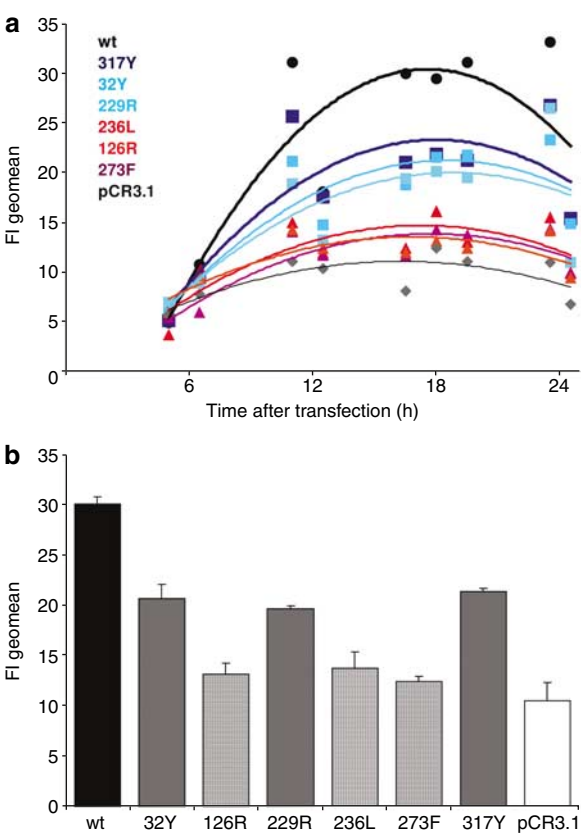 a
35
30
25
20
15
10
5
0
FI geomean
wt
317Y
32Y
229R
236L
126R
273F
pCR3.1
6 12 18 24
Time after transfection (h)
b
35
30
25
20
15
10
5
0
FI geomean
wt 32Y 126R 229R 236L 273F 317Y pCR3.1